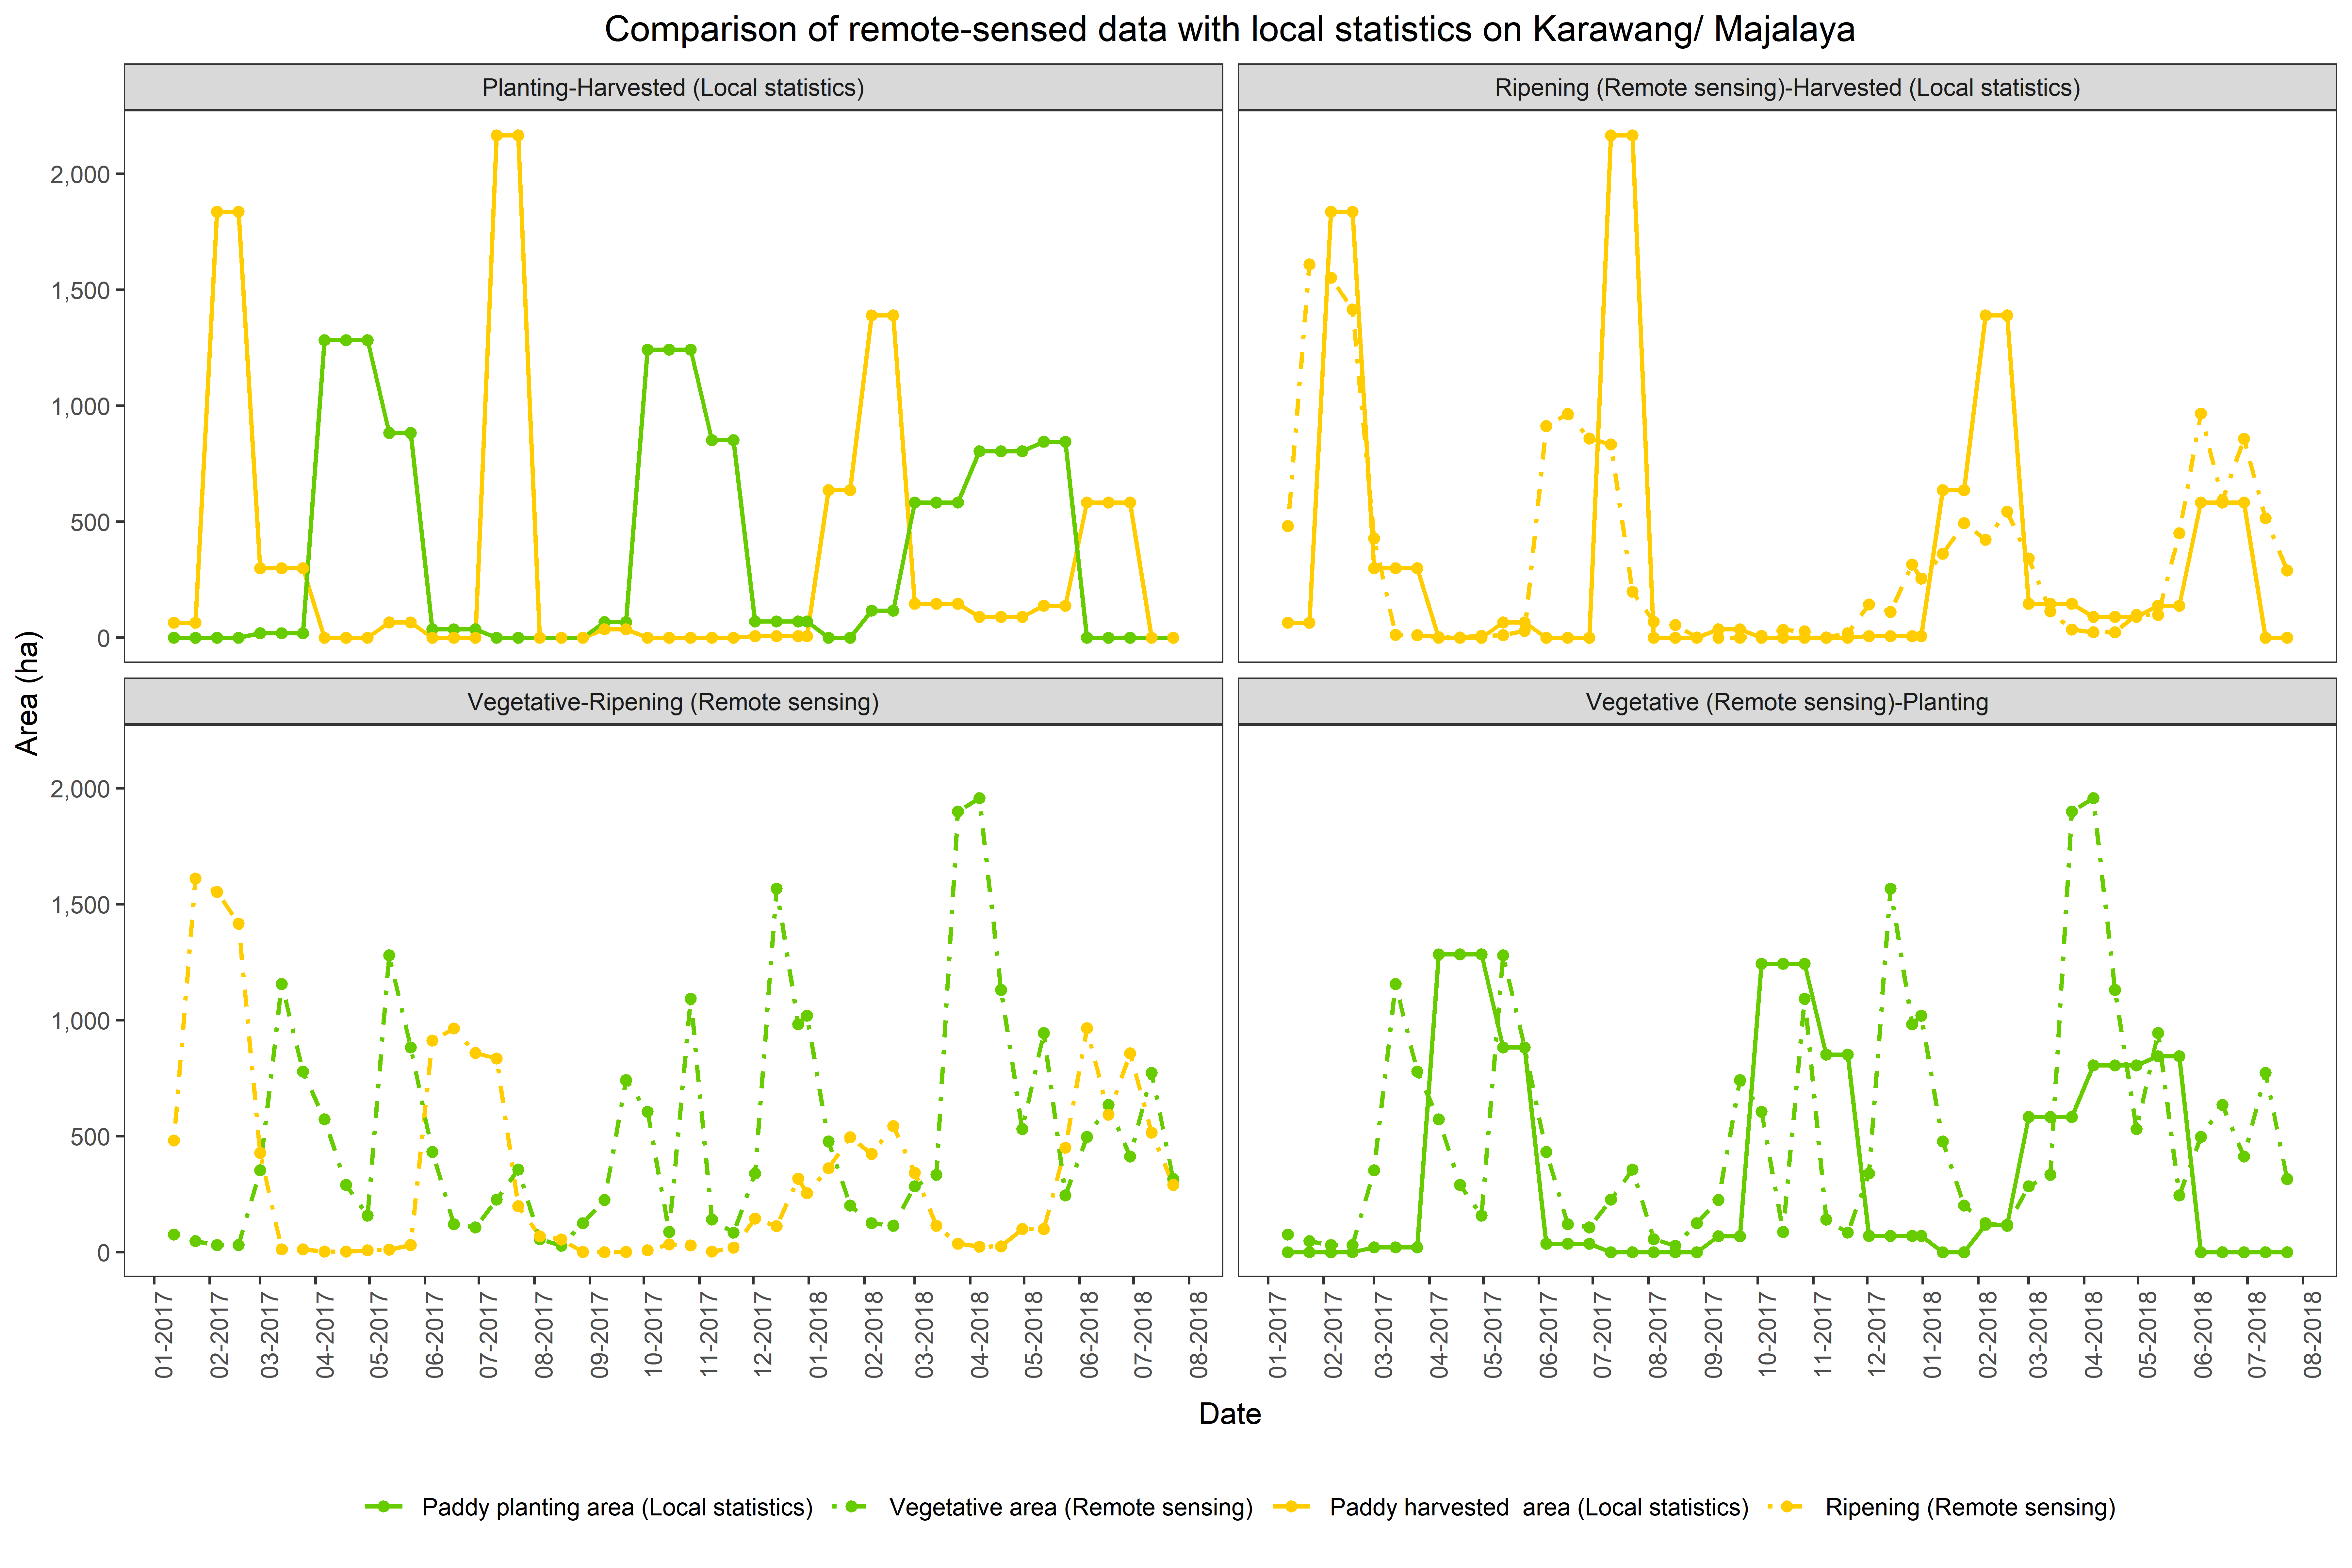 Comparison of remote-sensed data with local statistics on Karawang/ Majalaya
Planting-Harvested (Local statistics)
Ripening (Remote sensing)-Harvested (Local statistics)
2,000
1,500
1,000
500
0
Area (ha)
Vegetative-Ripening (Remote sensing)
Vegetative (Remote sensing)-Planting
2,000
1,500
1,000
500
0
01-2017 02-2017 03-2017 04-2017 05-2017 06-2017 07-2017 08-2017 09-2017 10-2017 11-2017 12-2017 01-2018 02-2018 03-2018 04-2018 05-2018 06-2018 07-2018 08-2018
01-2017 02-2017 03-2017 04-2017 05-2017 06-2017 07-2017 08-2017 09-2017 10-2017 11-2017 12-2017 01-2018 02-2018 03-2018 04-2018 05-2018 06-2018 07-2018 08-2018
Date
Paddy planting area (Local statistics) Vegetative area (Remote sensing) Paddy harvested  area (Local statistics) Ripening (Remote sensing)